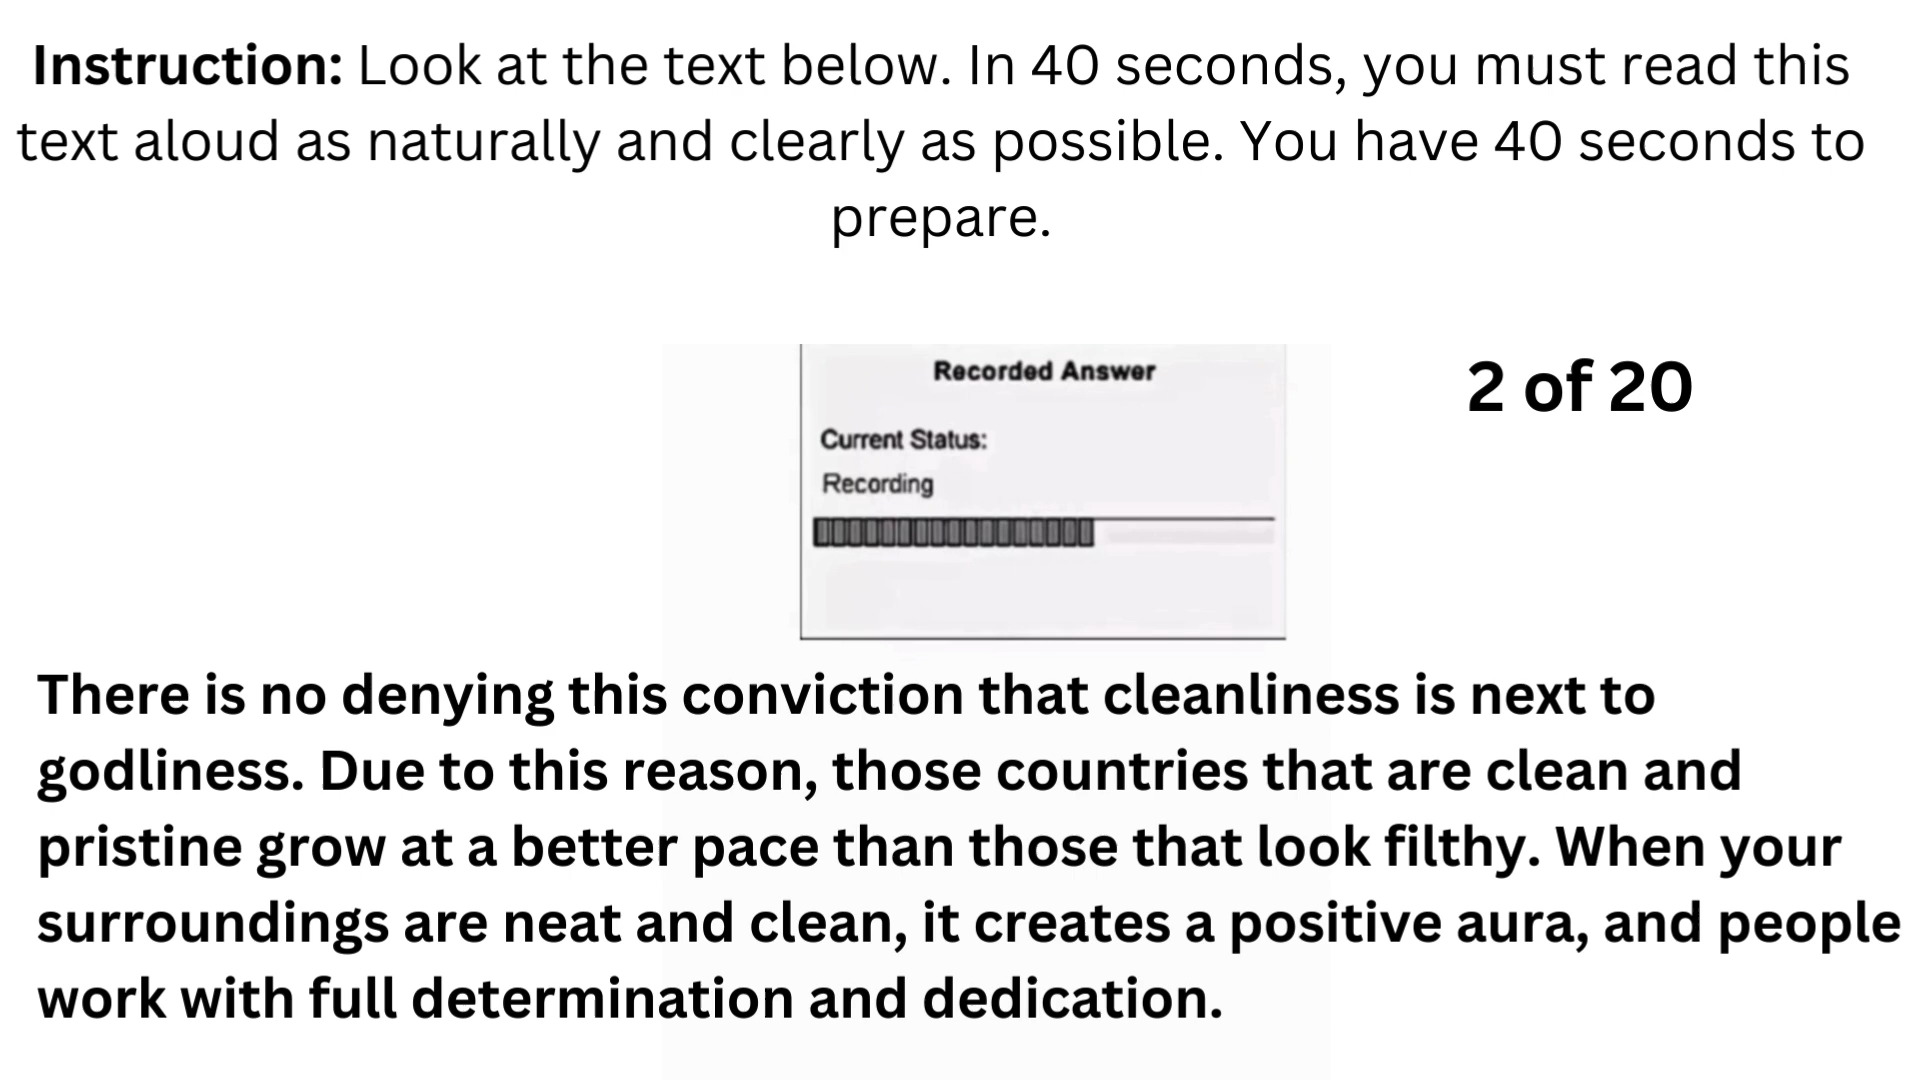 Instruction: Look at the text below. In 40 seconds, you must read this
text aloud as naturally and clearly as possible. You have 40 seconds to
prepare.
Recorded Answer
2 of 20
Current Status:
Recording
There is no denying this conviction that cleanliness is next to
godliness. Due to this reason, those countries that are clean and
pristine grow at a better pace than those that look filthy. When your
surroundings are neat and clean, it creates a positive aura, and people
work with full determination and dedication.